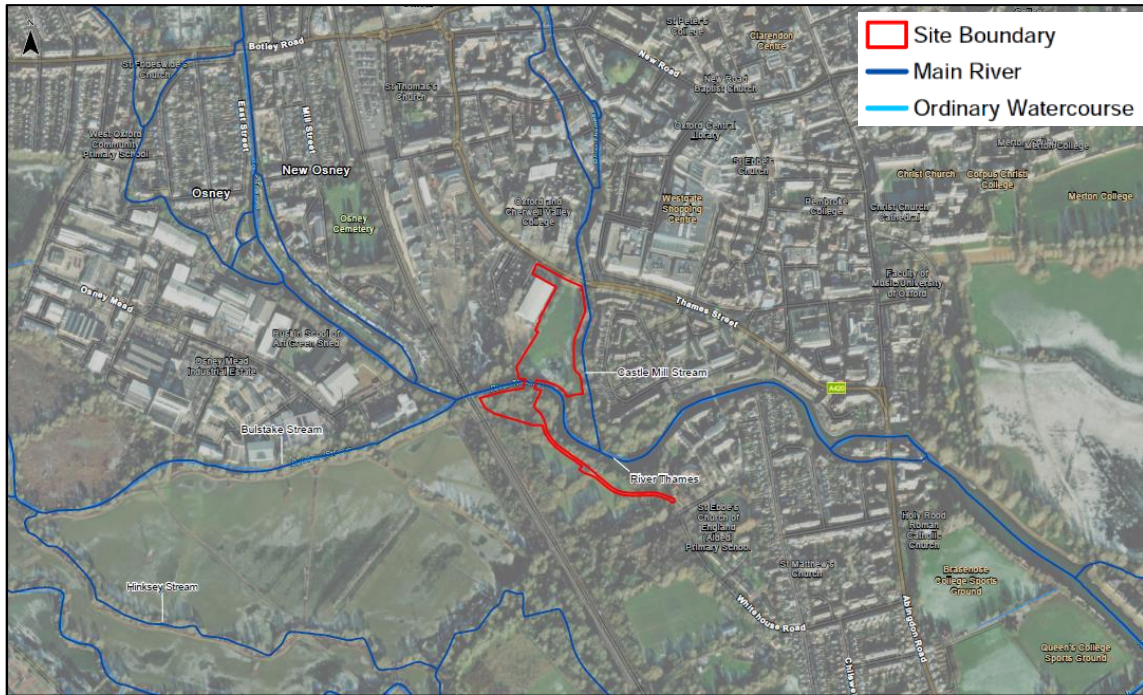 N
Site Boundary
Main River
Ordinary Watercourse
Botley Road
St Frideswide's
Church
St Peter's
College
Clarendon
Centre
New Road
New Road
Baptist Church
St Thomas's
Church
Oxford Central
Library
West Oxford
Community
Primary School
East Street
Mill Street
New Osney
Osney
Osney
Cemetery
Oxford and
Cherwell Valley
College
St Ebbe's
Church
Westgate
Shopping
Centre
Pembroke
College
Christ Church
Corpus Christi
College
Merton College
Merton College
Christ Church
Cathedral
Merton College
Faculty of
Music University
of Oxford
Osney Mead
Ruskin School of
Art Green Shed
Osney Mead
Industrial Estate
Thames Street
Castle Mill Stream
A420
Bulstake Stream
River Thames
St Ebbe's
Church of
England
(Aided)
Primary School
Holy Rood
Roman
Catholic
Church
St Matthew's
Church
Hinksey Stream
Whitehouse Road
Abingdon Road
Brasenose
College Sports
Ground
Queen's College
Sports Ground